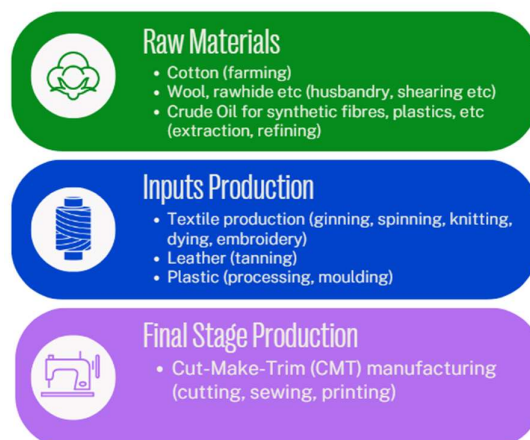 Raw Materials
• Cotton (farming)
• Wool, rawhide etc (husbandry, shearing etc)
• Crude Oil for synthetic fibres, plastics, etc
(extraction, refining)
Inputs Production
• Textile production (ginning, spinning, knitting,
dying, embroidery)
• Leather (tanning)
• Plastic (processing, moulding)
Final Stage Production
• Cut-Make-Trim (CMT) manufacturing
(cutting, sewing, printing)